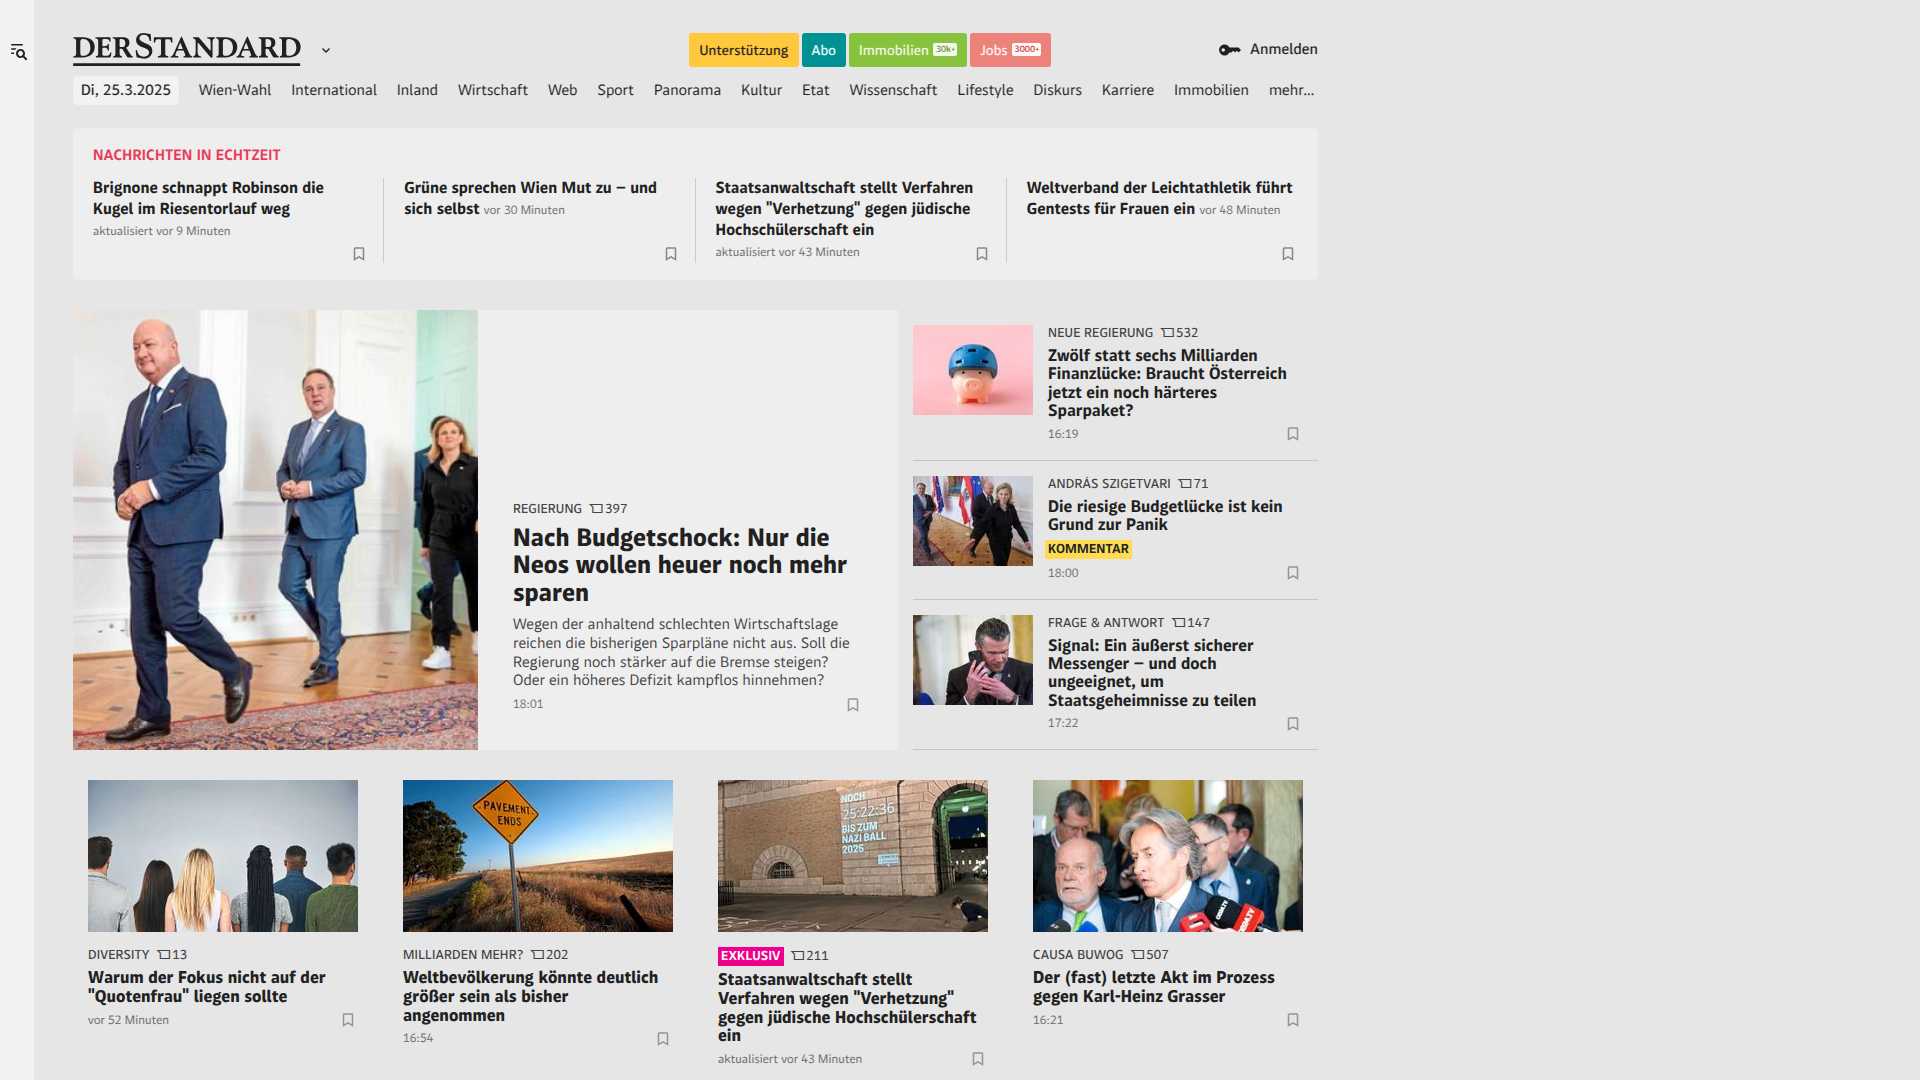 DERSTANDARD
Unterstützung
Abo
Immobilien 30k+
Jobs 3000+
Anmelden
Di, 25.3.2025
Wien-Wahl
International
Inland
Wirtschaft
Web
Sport
Panorama
Kultur
Etat
Wissenschaft
Lifestyle
Diskurs
Karriere
Immobilien
mehr...
NACHRICHTEN IN ECHTZEIT
Brignone schnappt Robinson die
Kugel im Riesentorlauf weg
aktualisiert vor 9 Minuten
Grüne sprechen Wien Mut zu – und
sich selbst vor 30 Minuten
Staatsanwaltschaft stellt Verfahren
wegen "Verhetzung" gegen jüdische
Hochschülerschaft ein
aktualisiert vor 43 Minuten
Weltverband der Leichtathletik führt
Gentests für Frauen ein vor 48 Minuten
REGIERUNG 397
Nach Budgetschock: Nur die
Neos wollen heuer noch mehr
sparen
Wegen der anhaltend schlechten Wirtschaftslage
reichen die bisherigen Sparpläne nicht aus. Soll die
Regierung noch stärker auf die Bremse steigen?
Oder ein höheres Defizit kampflos hinnehmen?
18:01
NEUE REGIERUNG 532
Zwölf statt sechs Milliarden
Finanzlücke: Braucht Österreich
jetzt ein noch härteres
Sparpaket?
16:19
ANDRÁS SZIGETVARI 71
Die riesige Budgetlücke ist kein
Grund zur Panik
KOMMENTAR
18:00
FRAGE & ANTWORT 147
Signal: Ein äußerst sicherer
Messenger – und doch
ungeeignet, um
Staatsgeheimnisse zu teilen
17:22
DIVERSITY 13
Warum der Fokus nicht auf der
"Quotenfrau" liegen sollte
vor 52 Minuten
PAVEMENT
ENDS
MILLIARDEN MEHR? 202
Weltbevölkerung könnte deutlich
größer sein als bisher
angenommen
16:54
NOCH
25:22:36
BIS ZUM
NAZI BALL
2025
EXKLUSIV 211
Staatsanwaltschaft stellt
Verfahren wegen "Verhetzung"
gegen jüdische Hochschülerschaft
ein
aktualisiert vor 43 Minuten
CAUSA BUWOG 507
Der (fast) letzte Akt im Prozess
gegen Karl-Heinz Grasser
16:21